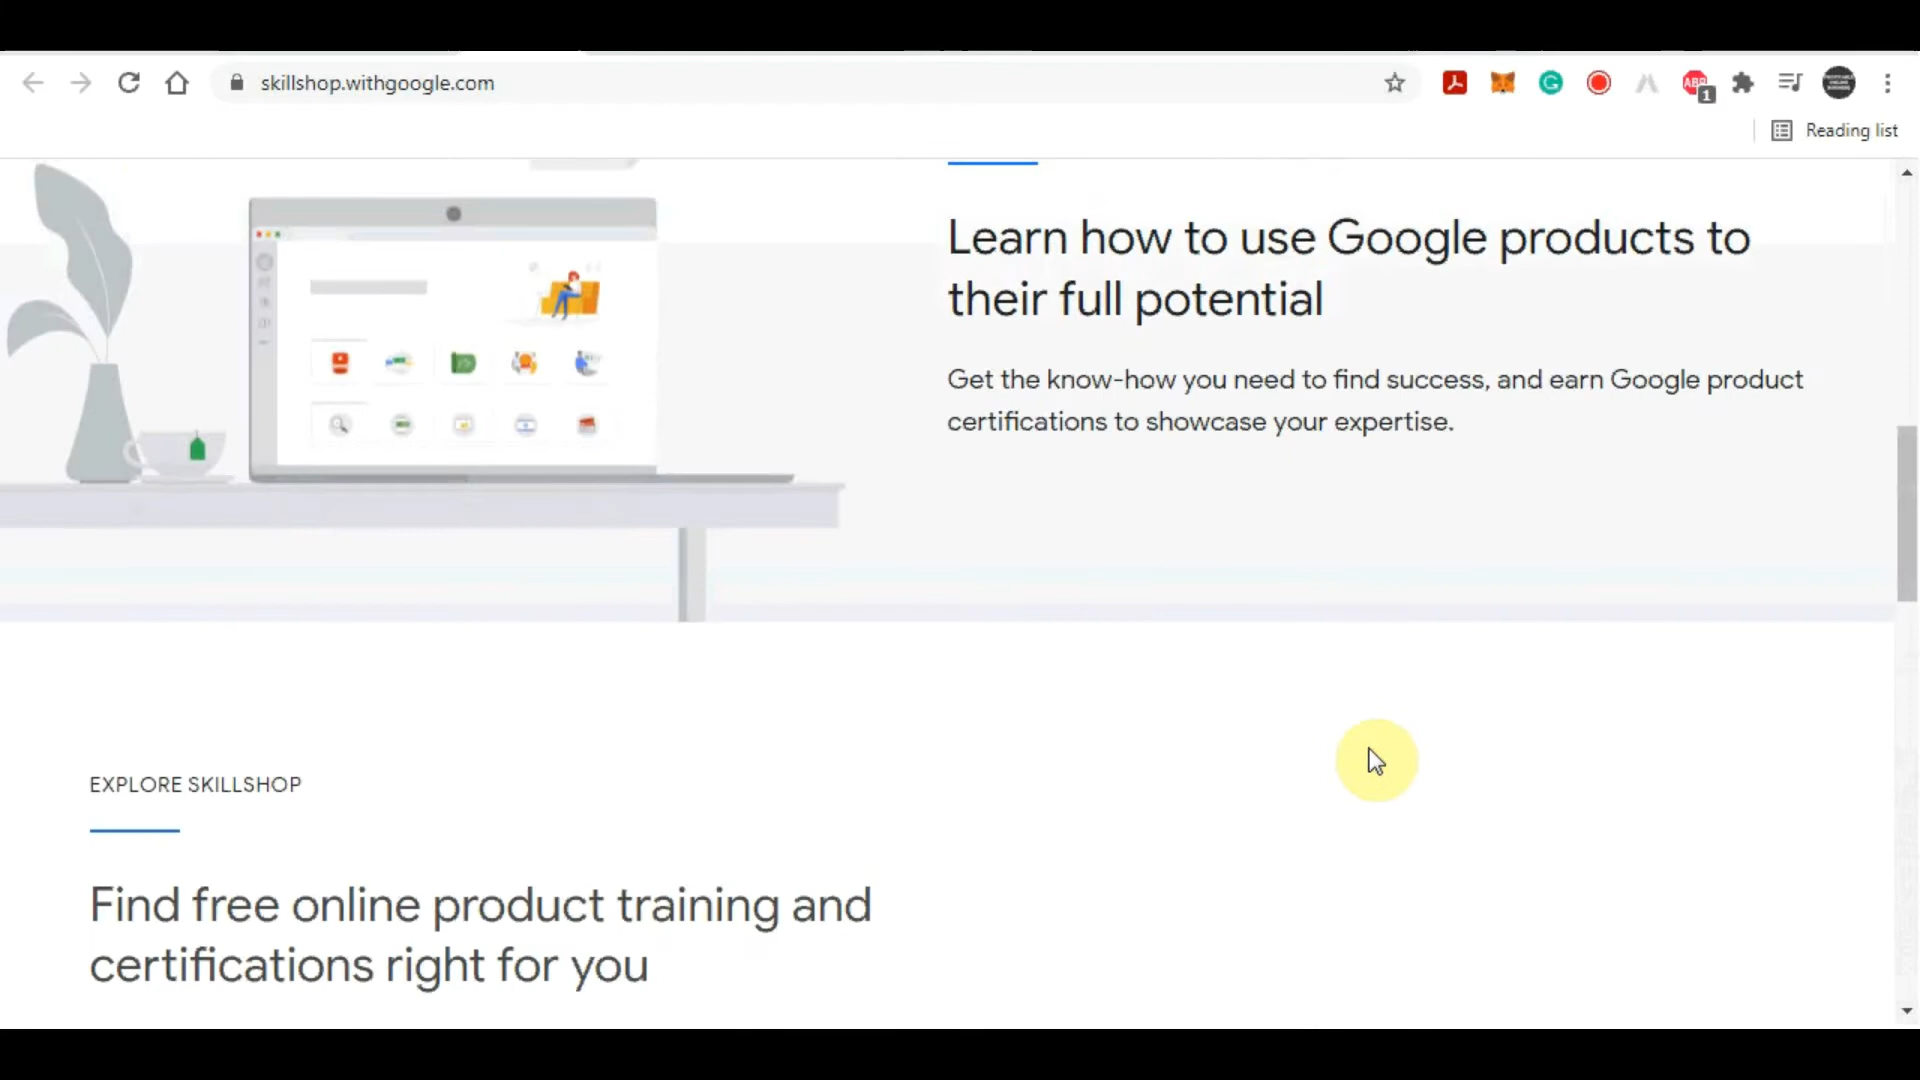 skillshop.withgoogle.com
ABP
1
Reading list
Learn how to use Google products to
their full potential
Get the know-how you need to find success, and earn Google product
certifications to showcase your expertise.
EXPLORE SKILLSHOP
Find free online product training and
certifications right for you